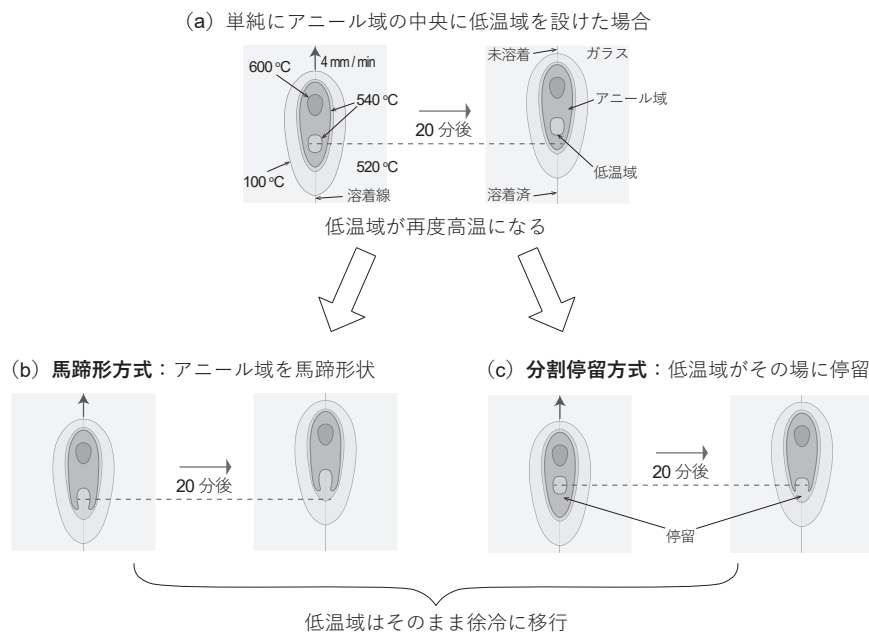 （a）単純にアニール域の中央に低温域を設けた場合
4 mm / min
600 ℃
540 ℃
520 ℃
100 ℃
溶着線
20 分後
未溶着
ガラス
アニール域
低温域
溶着済
低温域が再度高温になる
（b）馬蹄形方式：アニール域を馬蹄形状
20 分後
（c）分割停留方式：低温域がその場に停留
20 分後
停留
低温域はそのまま徐冷に移行